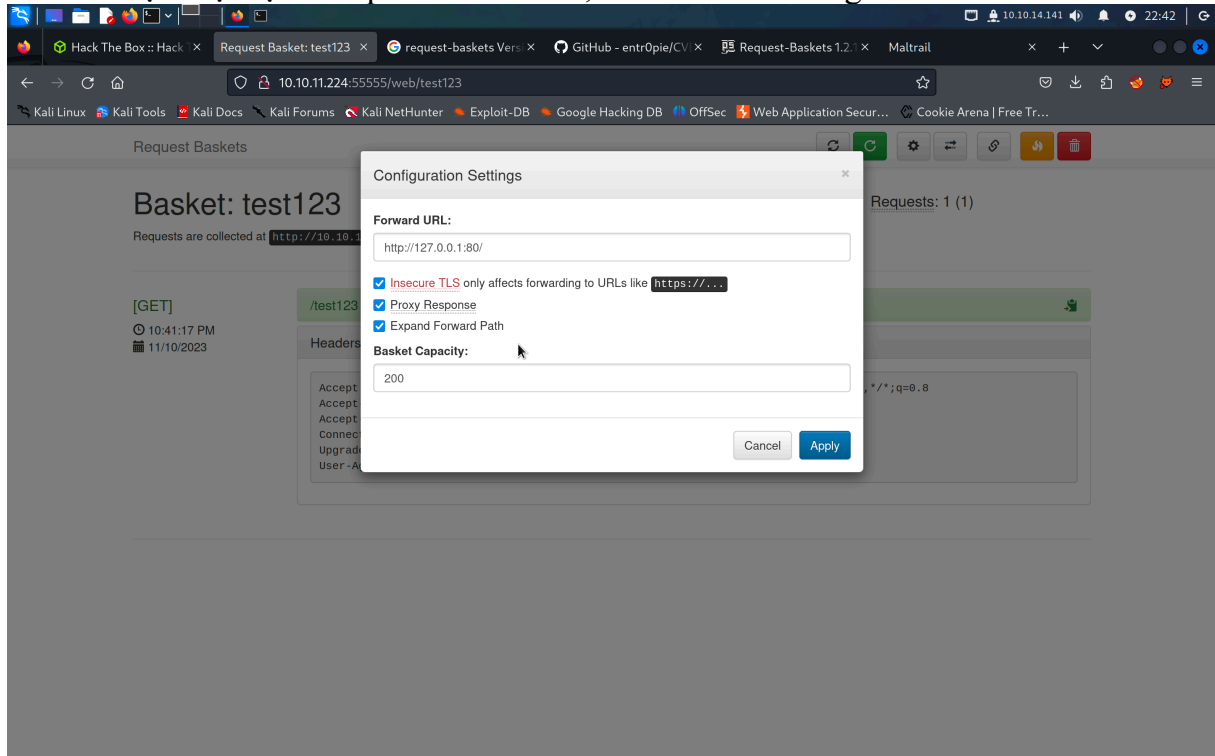 10.10.14.141
22:42
Hack The Box :: Hack T
Request Basket: test123
request-baskets Versi
GitHub - entr0pie/CV
Request-Baskets 1.2.1
Maltrail
10.10.11.224:55555/web/test123
Kali Linux Kali Tools Kali Docs Kali Forums Kali NetHunter Exploit-DB Google Hacking DB OffSec Web Application Secur... Cookie Arena | Free Tr...
Request Baskets
Configuration Settings
Basket: test123
Requests: 1 (1)
Requests are collected at http://10.10.1
Forward URL:
http://127.0.0.1:80/
Insecure TLS only affects forwarding to URLs like https://...
[GET]
/test123
Proxy Response
10:41:17 PM
Expand Forward Path
11/10/2023
Headers
Basket Capacity:
200
Accept
,*/*;q=0.8
Accept
Accept
Connec
Upgrad
User-A
Cancel
Apply